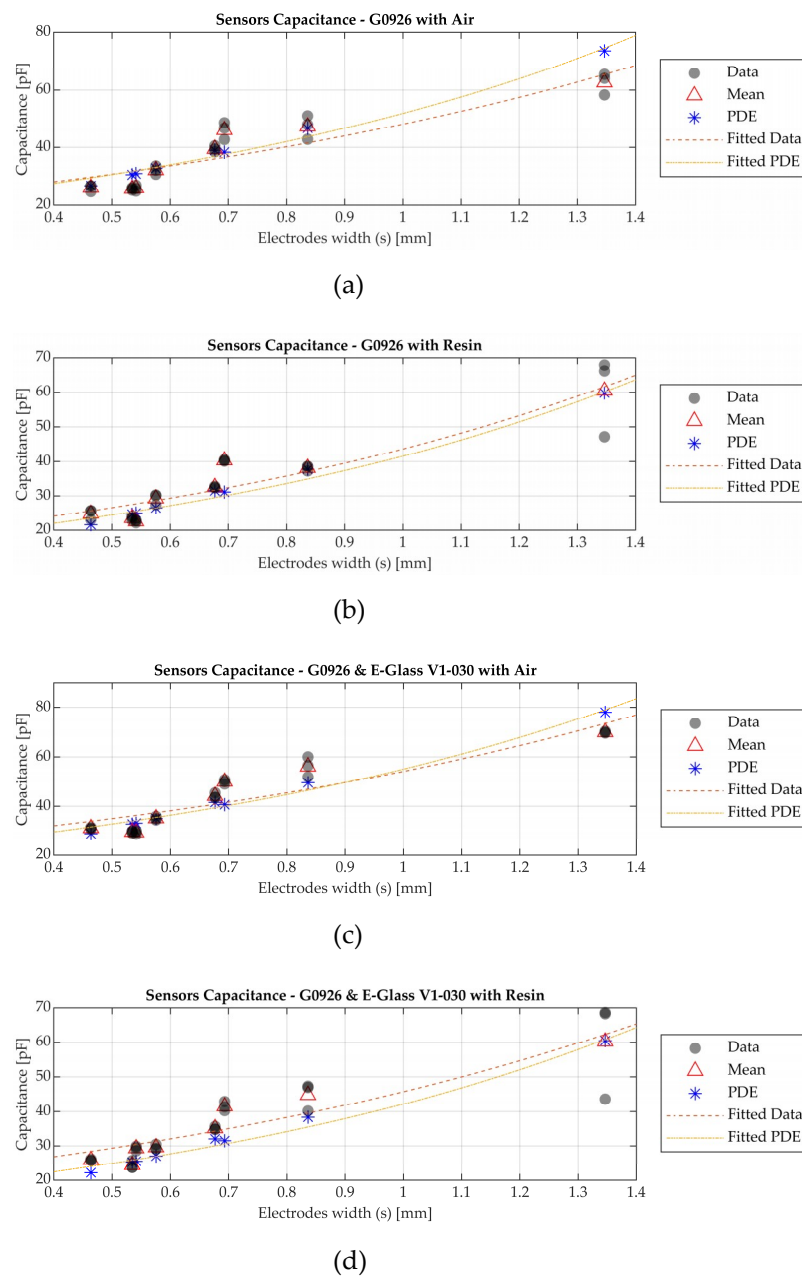 Sensors Capacitance - G0926 with Air
80
60
40
20
Capacitance [pF]
0.4 0.5 0.6 0.7 0.8 0.9 1 1.1 1.2 1.3 1.4
Electrodes width (s) [mm]
Data
Mean
PDE
Fitted Data
Fitted PDE
(a)
Sensors Capacitance - G0926 with Resin
70
60
50
40
30
20
Capacitance [pF]
0.4 0.5 0.6 0.7 0.8 0.9 1 1.1 1.2 1.3 1.4
Electrodes width (s) [mm]
Data
Mean
PDE
Fitted Data
Fitted PDE
(b)
Sensors Capacitance - G0926 & E-Glass V1-030 with Air
80
60
40
20
Capacitance [pF]
0.4 0.5 0.6 0.7 0.8 0.9 1 1.1 1.2 1.3 1.4
Electrodes width (s) [mm]
Data
Mean
PDE
Fitted Data
Fitted PDE
(c)
Sensors Capacitance - G0926 & E-Glass V1-030 with Resin
70
60
50
40
30
20
Capacitance [pF]
0.4 0.5 0.6 0.7 0.8 0.9 1 1.1 1.2 1.3 1.4
Electrodes width (s) [mm]
Data
Mean
PDE
Fitted Data
Fitted PDE
(d)